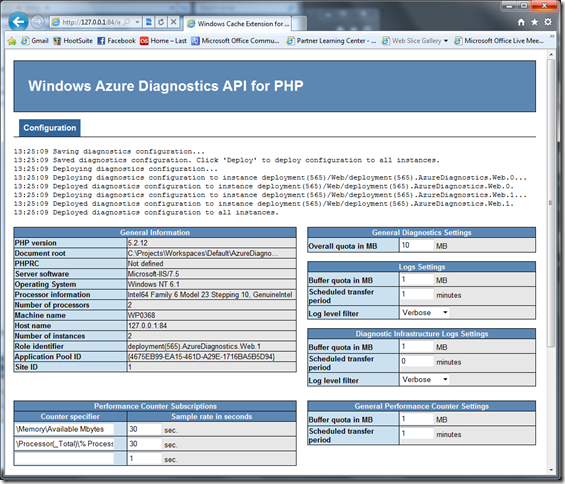 http://127.0.0.1:84/
Windows Cache Extension for ...
Gmail
HootSuite
Facebook
Home – Last
Microsoft Office Commu...
Partner Learning Center - ...
Web Slice Gallery
Microsoft Office Live Mee...
Windows Azure Diagnostics API for PHP
Configuration
13:25:09 Saving diagnostics configuration...
13:25:09 Saved diagnostics configuration. Click 'Deploy' to deploy configuration to all instances.
13:25:09 Deploying diagnostics configuration...
13:25:09 Deploying diagnostics configuration to instance deployment(565)/Web/deployment(565).AzureDiagnostics.Web.0...
13:25:09 Deployed diagnostics configuration to instance deployment(565)/Web/deployment(565).AzureDiagnostics.Web.0.
13:25:09 Deploying diagnostics configuration to instance deployment(565)/Web/deployment(565).AzureDiagnostics.Web.1...
13:25:09 Deployed diagnostics configuration to instance deployment(565)/Web/deployment(565).AzureDiagnostics.Web.1.
13:25:09 Deployed diagnostics configuration to all instances.
General Information
PHP version 5.2.12
Document root C:\Projects\Workspaces\Default\AzureDiagno...
PHPRC Not defined
Server software Microsoft-IIS/7.5
Operating System Windows NT 6.1
Processor information Intel64 Family 6 Model 23 Stepping 10, GenuineIntel
Number of processors 2
Machine name WP0368
Host name 127.0.0.1:84
Number of instances 2
Role identifier deployment(565).AzureDiagnostics.Web.1
Application Pool ID {4675EB99-EA15-461D-A29E-1716BA5B5D94}
Site ID 1
General Diagnostics Settings
Overall quota in MB 10 MB
Logs Settings
Buffer quota in MB 1 MB
Scheduled transfer period 1 minutes
Log level filter Verbose
Diagnostic Infrastructure Logs Settings
Buffer quota in MB 1 MB
Scheduled transfer period 0 minutes
Log level filter Verbose
Performance Counter Subscriptions
Counter specifier Sample rate in seconds
\Memory\Available Mbytes 30 sec.
\Processor(_Total)\% Process 30 sec.
1 sec.
General Performance Counter Settings
Buffer quota in MB 1 MB
Scheduled transfer period 1 minutes